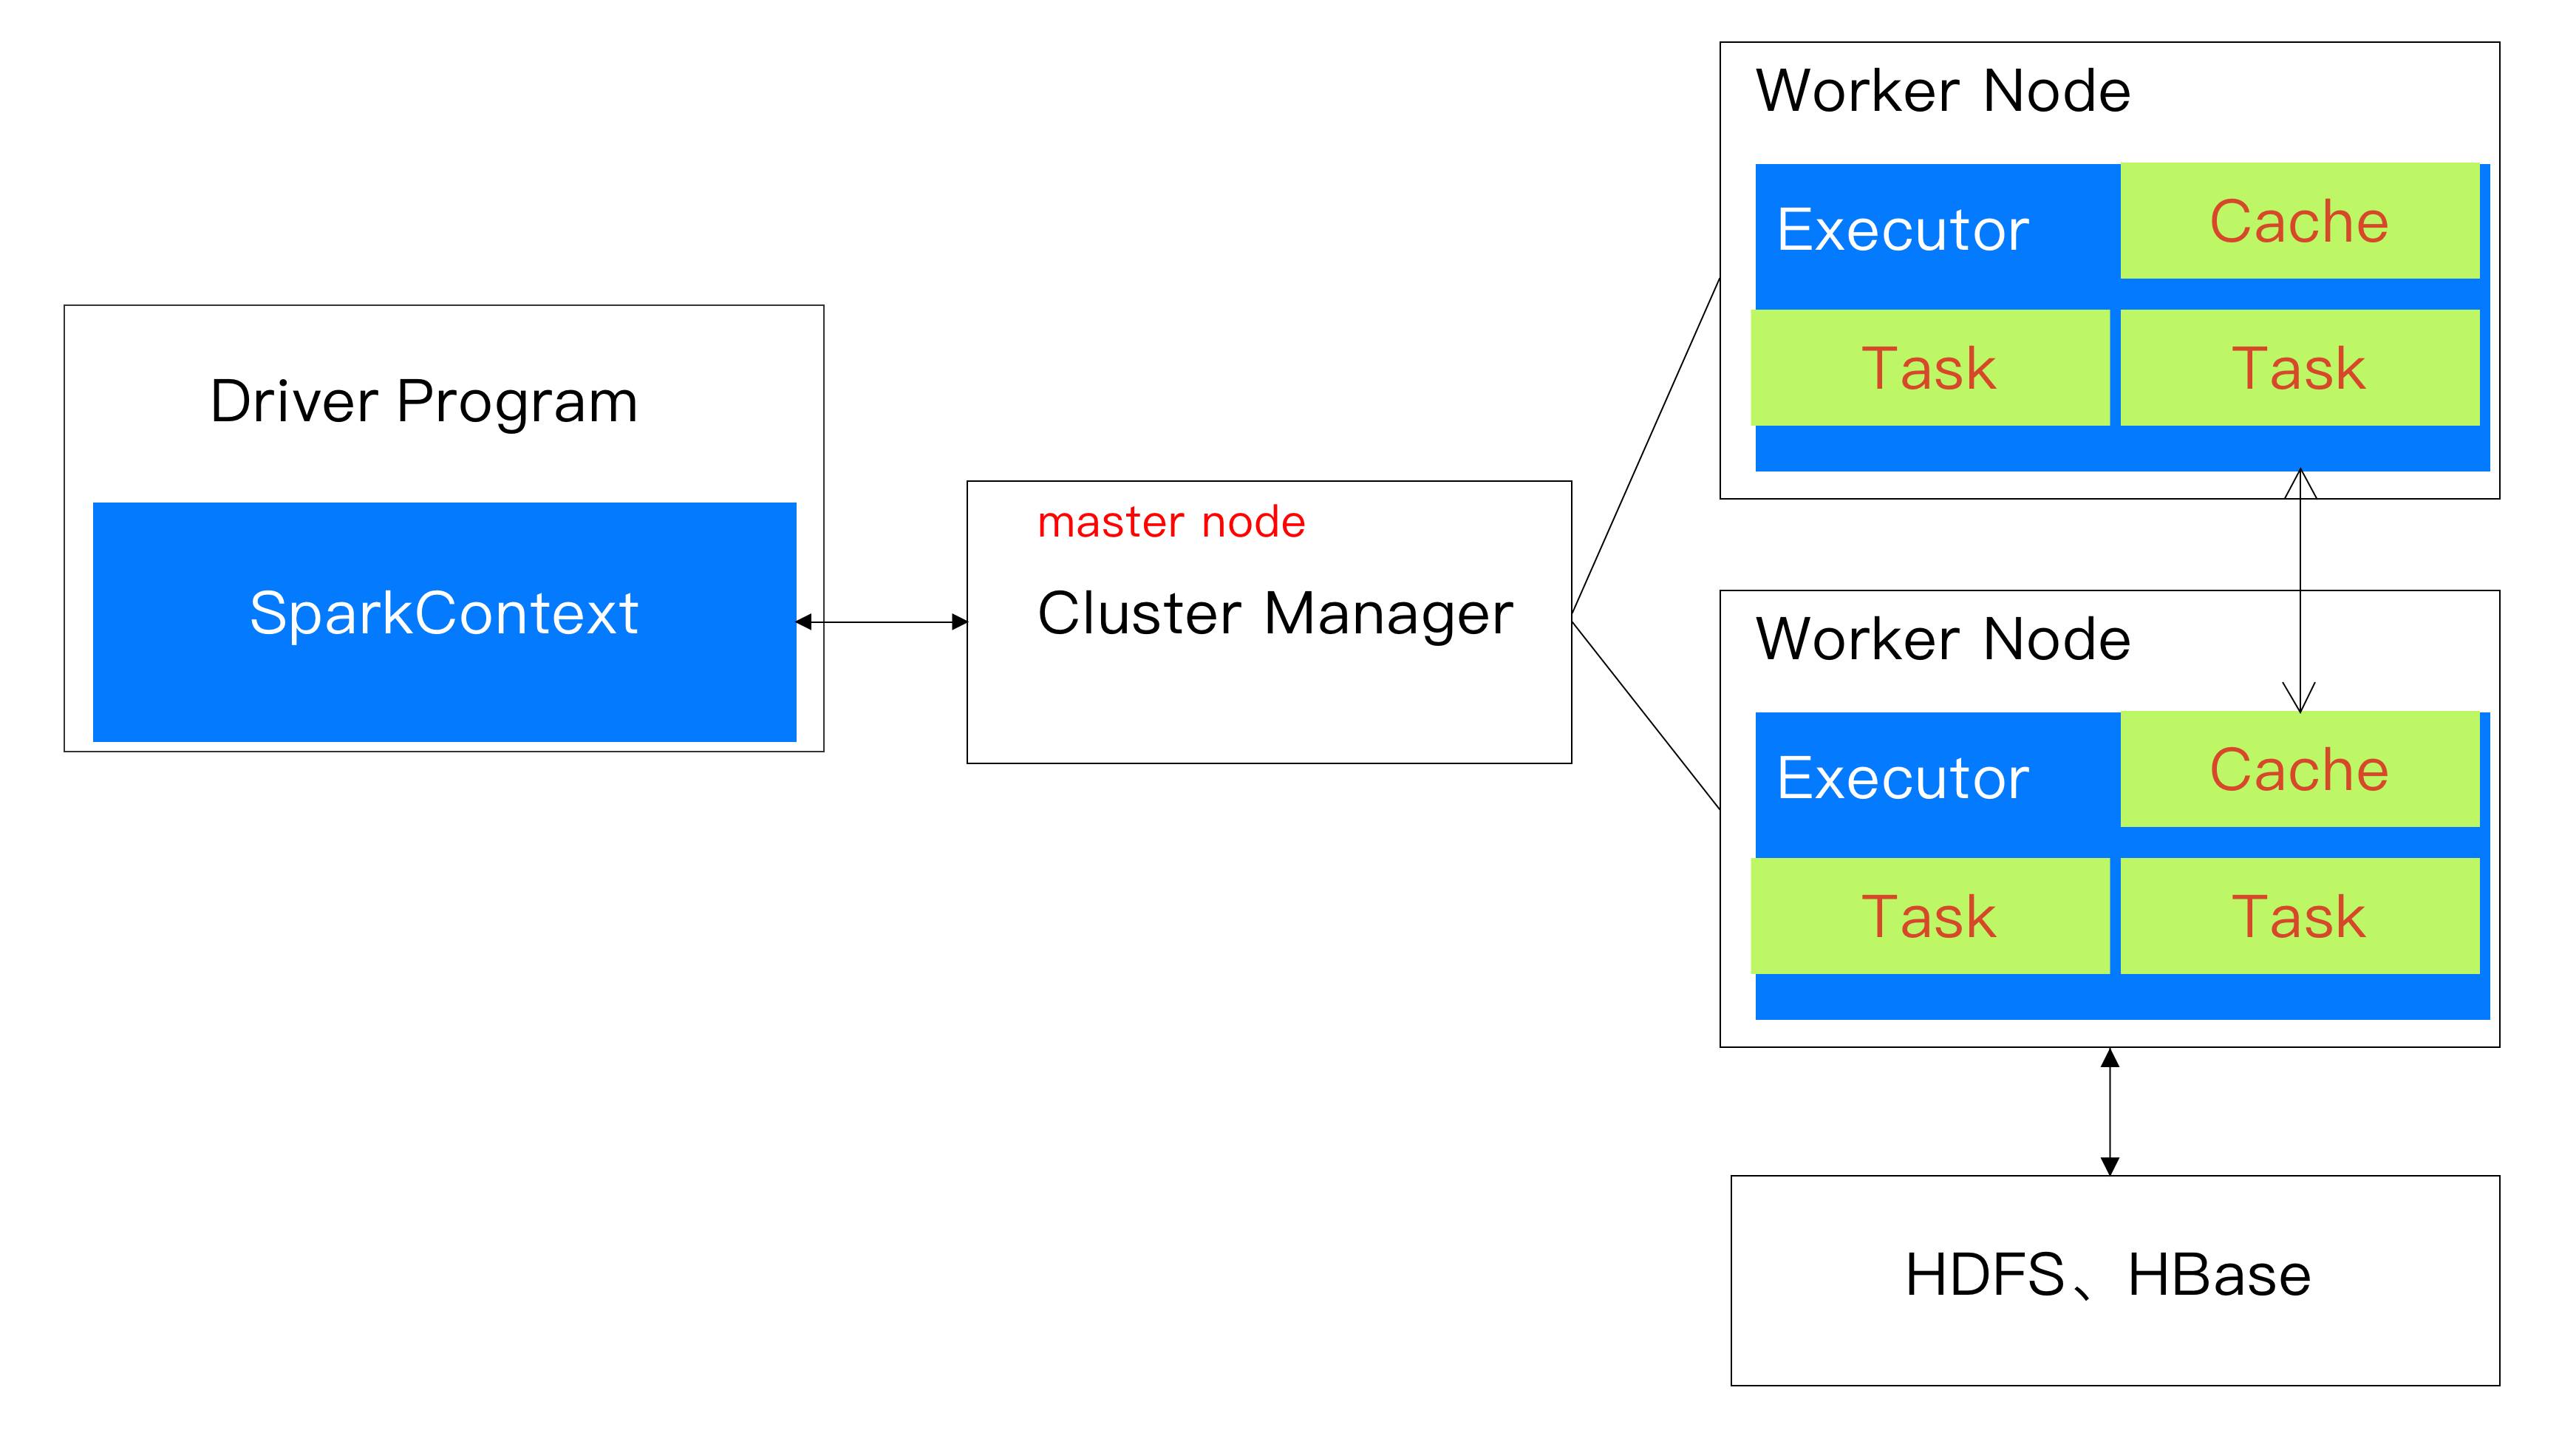 Driver Program
SparkContext
master node
Cluster Manager
Worker Node
Executor
Cache
Task
Task
Worker Node
Executor
Cache
Task
Task
HDFS、HBase